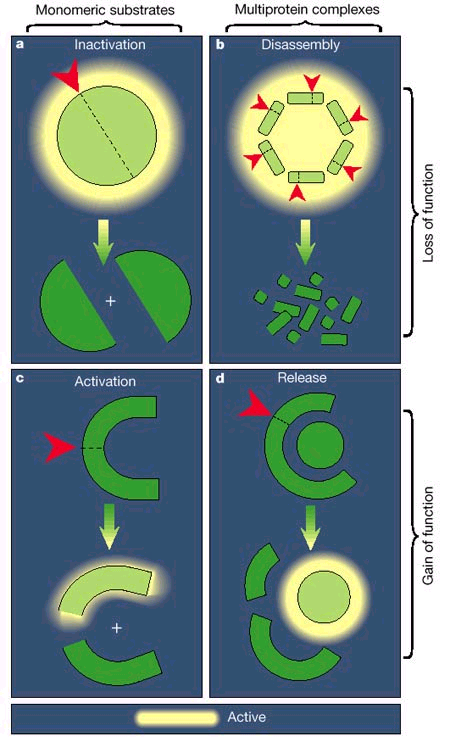 Monomeric substrates
Multiprotein complexes
a Inactivation
b Disassembly
+
Loss of function
c Activation
d Release
+
Gain of function
Active